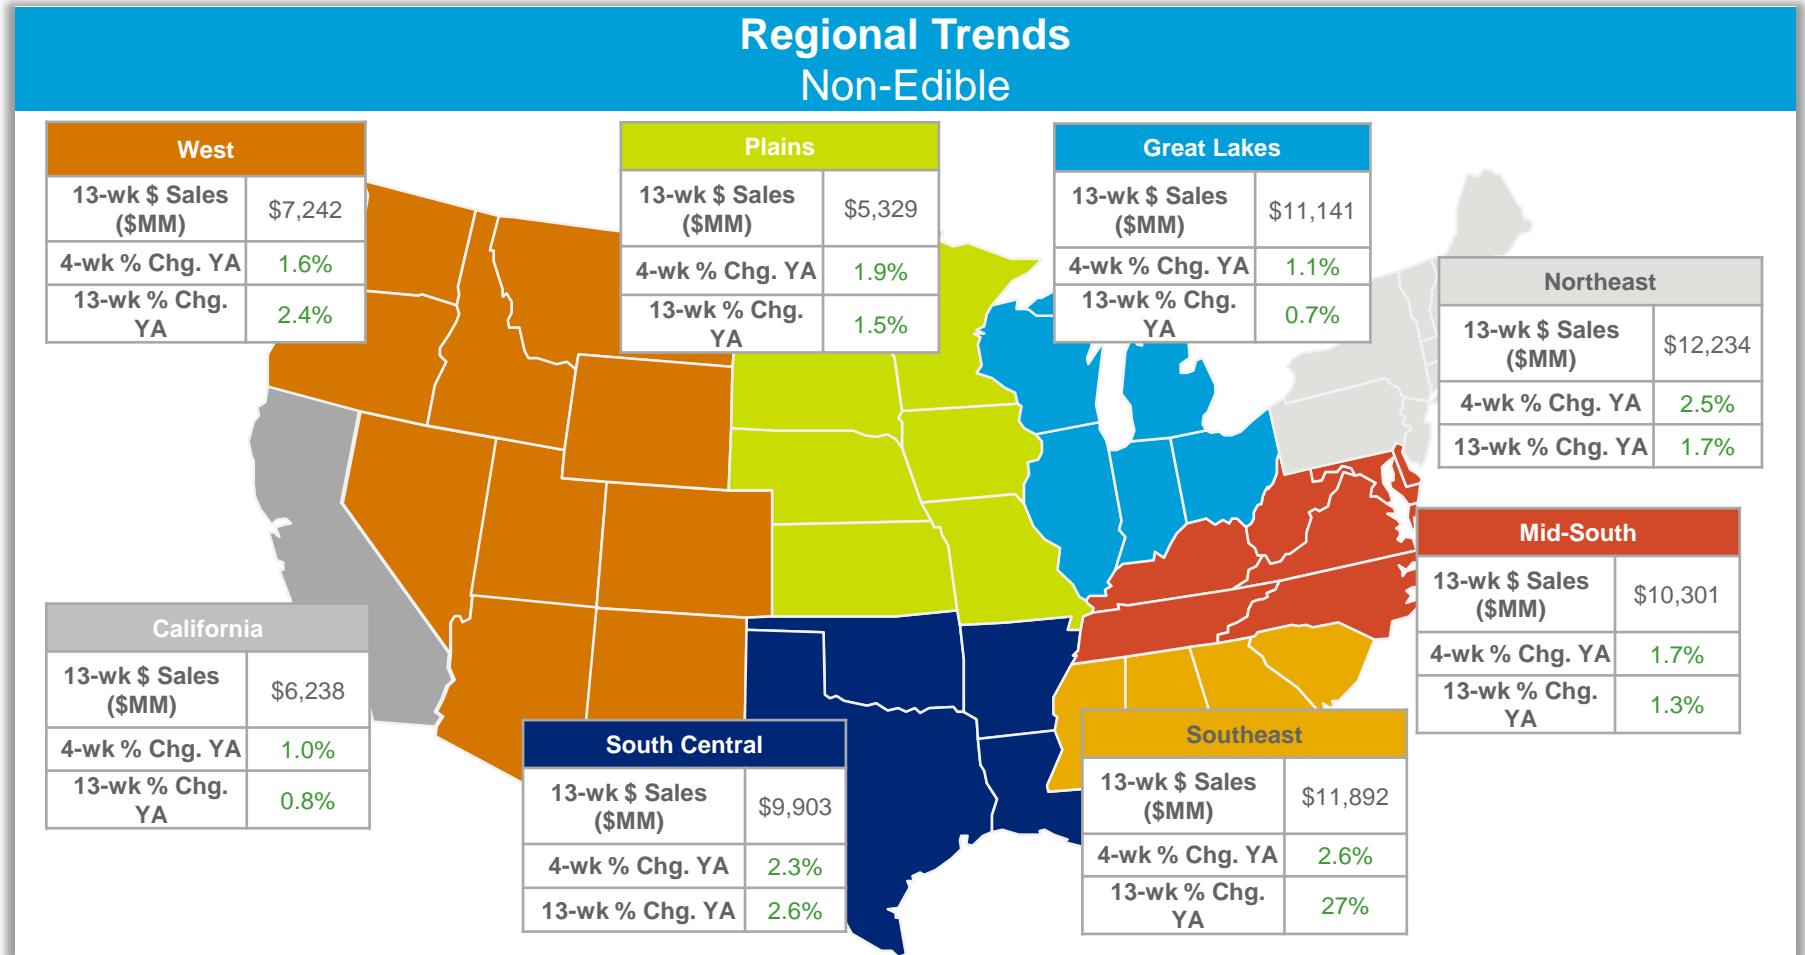 Regional Trends
Non-Edible
West
13-wk $ Sales
($MM)
$7,242
4-wk % Chg. YA
1.6%
13-wk % Chg.
YA
2.4%
Plains
13-wk $ Sales
($MM)
$5,329
4-wk % Chg. YA
1.9%
13-wk % Chg.
YA
1.5%
Great Lakes
13-wk $ Sales
($MM)
$11,141
4-wk % Chg. YA
1.1%
13-wk % Chg.
YA
0.7%
Northeast
13-wk $ Sales
($MM)
$12,234
4-wk % Chg. YA
2.5%
13-wk % Chg. YA
1.7%
Mid-South
13-wk $ Sales
($MM)
$10,301
4-wk % Chg. YA
1.7%
13-wk % Chg.
YA
1.3%
California
13-wk $ Sales
($MM)
$6,238
4-wk % Chg. YA
1.0%
13-wk % Chg.
YA
0.8%
South Central
13-wk $ Sales
($MM)
$9,903
4-wk % Chg. YA
2.3%
13-wk % Chg. YA
2.6%
Southeast
13-wk $ Sales
($MM)
$11,892
4-wk % Chg. YA
2.6%
13-wk % Chg.
YA
27%